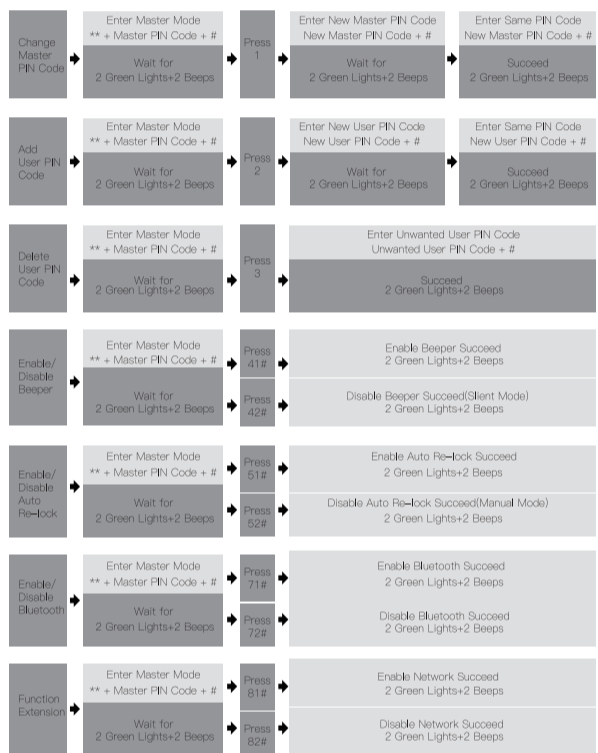 Change
Master
PIN Code
Enter Master Mode
** + Master PIN Code + #
Wait for
2 Green Lights+2 Beeps
Press
1
Enter New Master PIN Code
New Master PIN Code + #
Wait for
2 Green Lights+2 Beeps
Enter Same PIN Code
New Master PIN Code + #
Succeed
2 Green Lights+2 Beeps
Add
User PIN
Code
Enter Master Mode
** + Master PIN Code + #
Wait for
2 Green Lights+2 Beeps
Press
2
Enter New User PIN Code
New User PIN Code + #
Wait for
2 Green Lights+2 Beeps
Enter Same PIN Code
New User PIN Code + #
Succeed
2 Green Lights+2 Beeps
Delete
User PIN
Code
Enter Master Mode
** + Master PIN Code + #
Wait for
2 Green Lights+2 Beeps
Press
3
Enter Unwanted User PIN Code
Unwanted User PIN Code + #
Succeed
2 Green Lights+2 Beeps
Enable/
Disable
Beeper
Enter Master Mode
** + Master PIN Code + #
Wait for
2 Green Lights+2 Beeps
Press
41#
Enable Beeper Succeed
2 Green Lights+2 Beeps
Press
42#
Disable Beeper Succeed(Slient Mode)
2 Green Lights+2 Beeps
Enable/
Disable
Auto
Re-lock
Enter Master Mode
** + Master PIN Code + #
Wait for
2 Green Lights+2 Beeps
Press
51#
Enable Auto Re-lock Succeed
2 Green Lights+2 Beeps
Press
52#
Disable Auto Re-lock Succeed(Manual Mode)
2 Green Lights+2 Beeps
Enable/
Disable
Bluetooth
Enter Master Mode
** + Master PIN Code + #
Wait for
2 Green Lights+2 Beeps
Press
71#
Enable Bluetooth Succeed
2 Green Lights+2 Beeps
Press
72#
Disable Bluetooth Succeed
2 Green Lights+2 Beeps
Function
Extension
Enter Master Mode
** + Master PIN Code + #
Wait for
2 Green Lights+2 Beeps
Press
81#
Enable Network Succeed
2 Green Lights+2 Beeps
Press
82#
Disable Network Succeed
2 Green Lights+2 Beeps